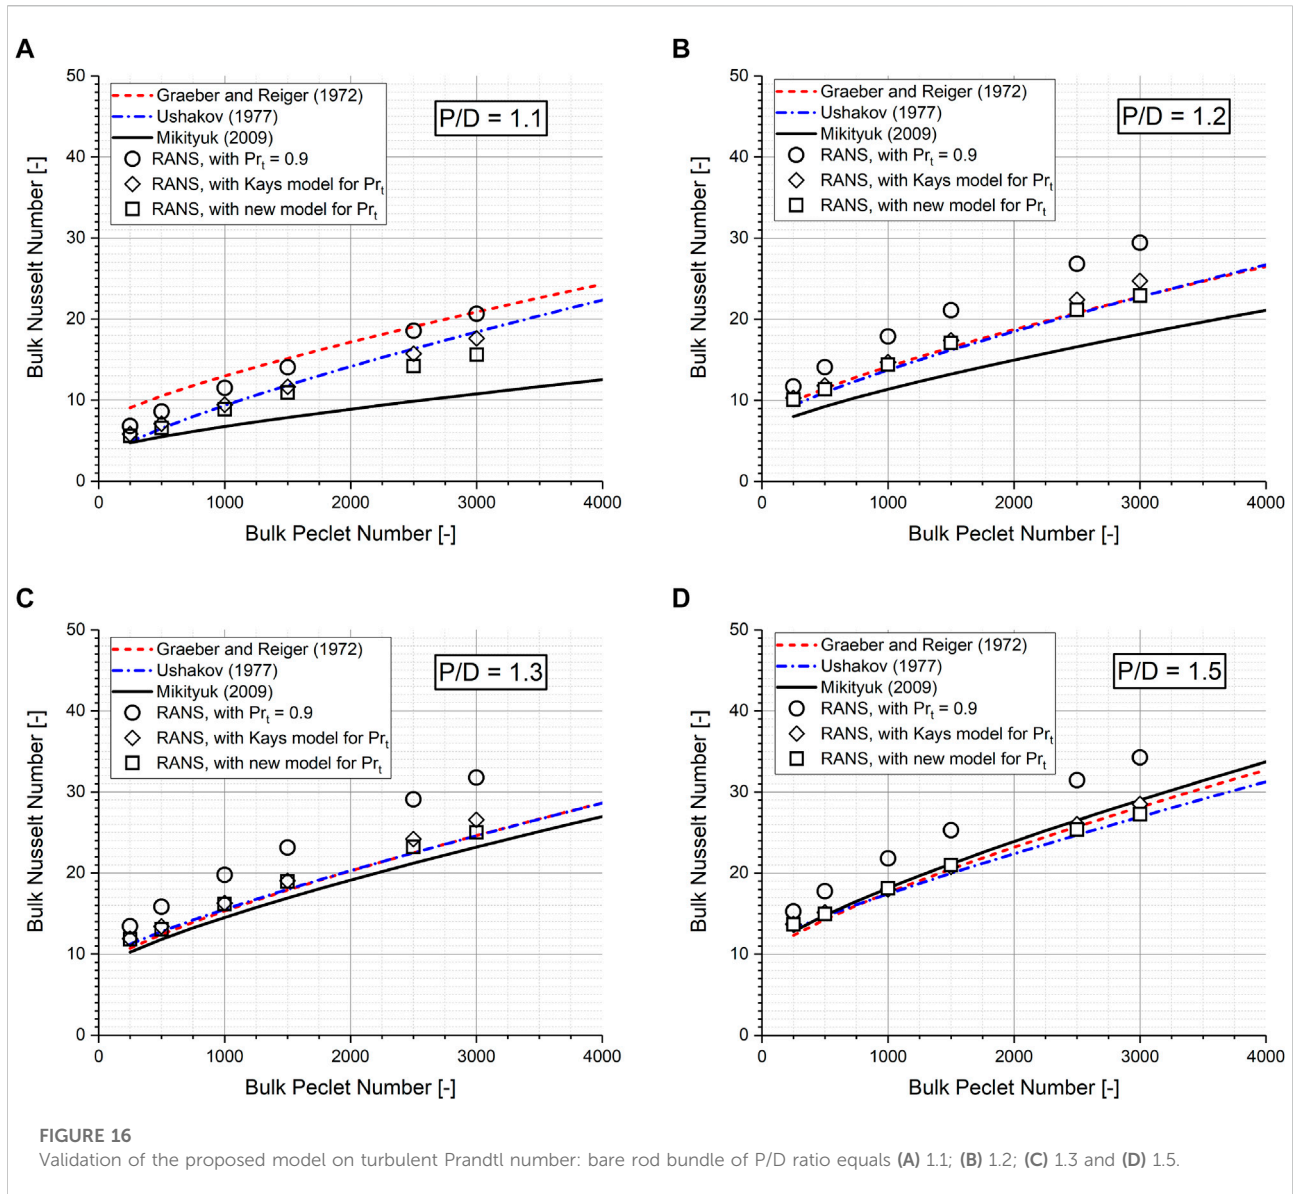 A
50
40
30
20
10
0
Bulk Nusselt Number [-]
Graeber and Reiger (1972)
Ushakov (1977)
Mikityuk (2009)
RANS, with Prt = 0.9
RANS, with Kays model for Prt
RANS, with new model for Prt
P/D = 1.1
0 1000 2000 3000 4000
Bulk Peclet Number [-]
B
50
40
30
20
10
0
Bulk Nusselt Number [-]
Graeber and Reiger (1972)
Ushakov (1977)
Mikityuk (2009)
RANS, with Prt = 0.9
RANS, with Kays model for Prt
RANS, with new model for Prt
P/D = 1.2
0 1000 2000 3000 4000
Bulk Peclet Number [-]
C
50
40
30
20
10
0
Bulk Nusselt Number [-]
Graeber and Reiger (1972)
Ushakov (1977)
Mikityuk (2009)
RANS, with Prt = 0.9
RANS, with Kays model for Prt
RANS, with new model for Prt
P/D = 1.3
0 1000 2000 3000 4000
Bulk Peclet Number [-]
D
50
40
30
20
10
0
Bulk Nusselt Number [-]
Graeber and Reiger (1972)
Ushakov (1977)
Mikityuk (2009)
RANS, with Prt = 0.9
RANS, with Kays model for Prt
RANS, with new model for Prt
P/D = 1.5
0 1000 2000 3000 4000
Bulk Peclet Number [-]
FIGURE 16
Validation of the proposed model on turbulent Prandtl number: bare rod bundle of P/D ratio equals (A) 1.1; (B) 1.2; (C) 1.3 and (D) 1.5.